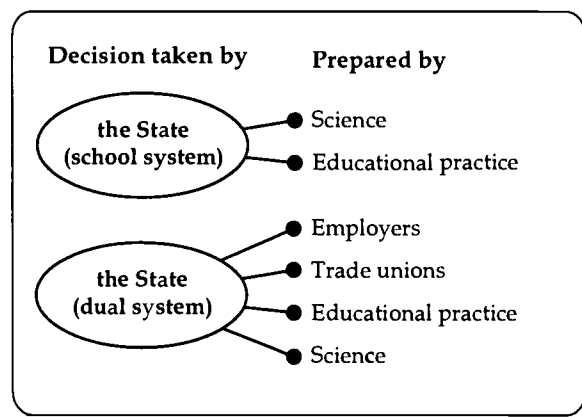 Decision taken by
Prepared by
the State
(school system)
Science
Educational practice
the State
(dual system)
Employers
Trade unions
Educational practice
Science